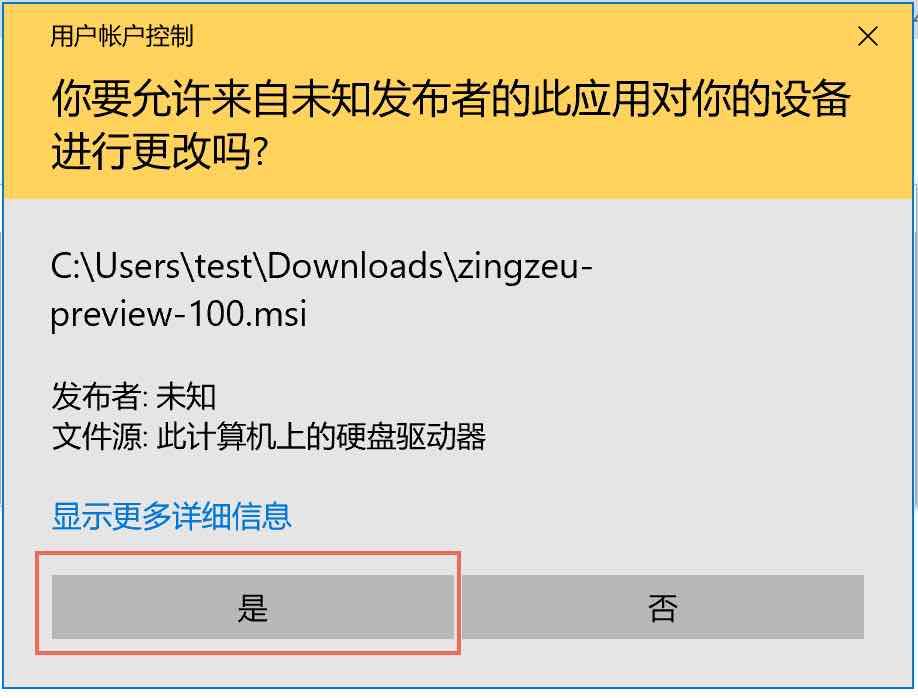 用户帐户控制
你要允许来自未知发布者的此应用对你的设备
进行更改吗?
C:\Users\test\Downloads\zingzeu-
preview-100.msi
发布者: 未知
文件源: 此计算机上的硬盘驱动器
显示更多详细信息
是
否